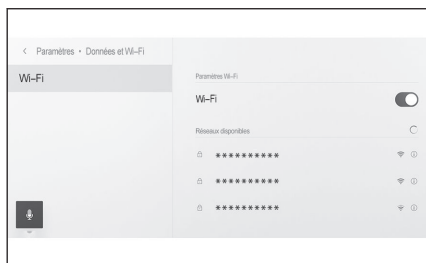 < Paramètres • Données et Wi-Fi
Wi-Fi
Paramètres Wi-Fi
Wi-Fi
Réseaux disponibles
**********
**********
**********